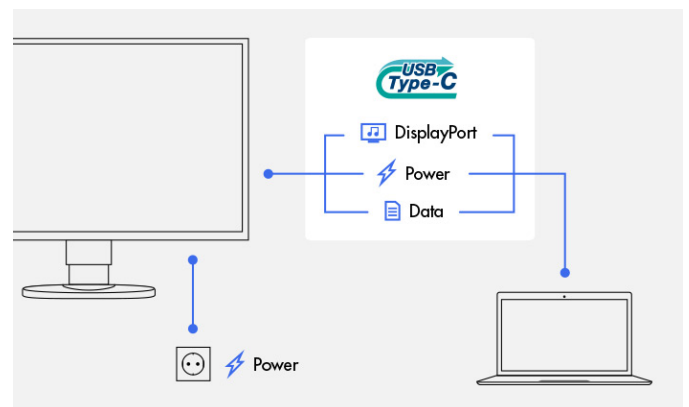 USB
Type-C
DisplayPort
Power
Data
Power